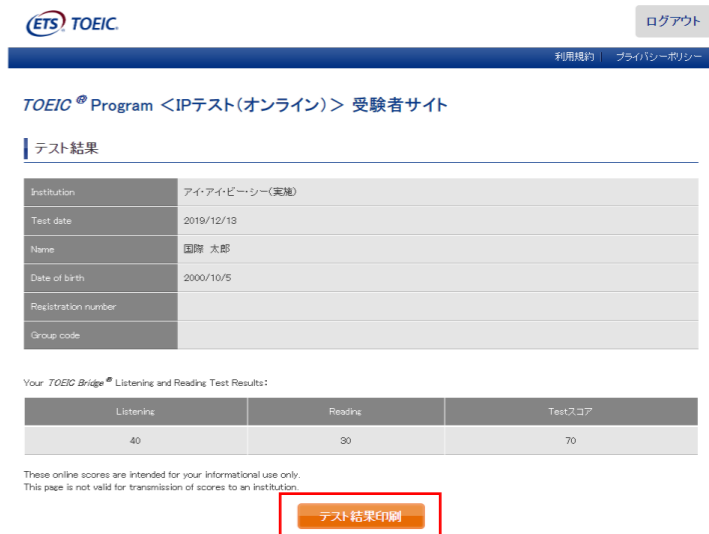 ETS TOEIC.
ログアウト
利用規約 | プライバシーポリシー
TOEIC ® Program ＜IPテスト（オンライン）＞ 受験者サイト
テスト結果
Institution アイ・アイ・ビー・シー（実施）
Test date 2019/12/13
Name 国際 太郎
Date of birth 2000/10/5
Registration number
Group code
Your TOEIC Bridge ® Listening and Reading Test Results:
Listening Reading Testスコア
40 30 70
These online scores are intended for your informational use only.
This page is not valid for transmission of scores to an institution.
テスト結果印刷